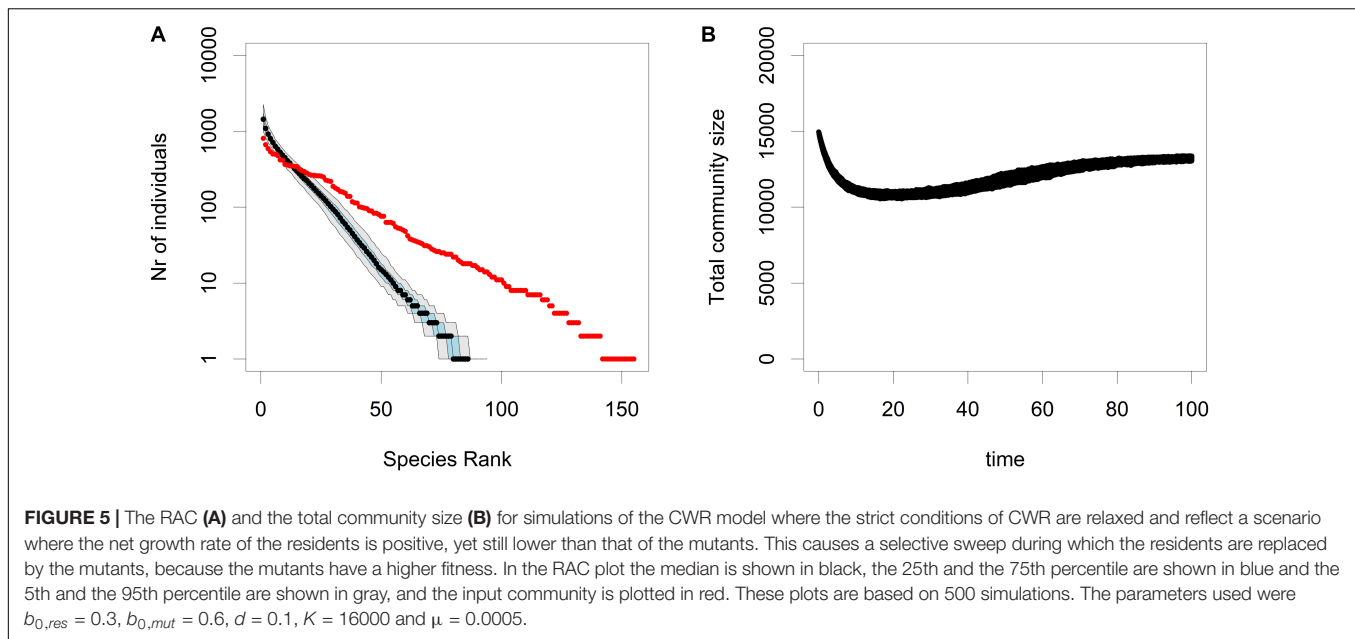 A
B
10000
1000
100
10
1
Nr of individuals
0
50
100
150
Species Rank
20000
15000
10000
5000
0
Total community size
0
20
40
60
80
100
time
FIGURE 5 | The RAC (A) and the total community size (B) for simulations of the CWR model where the strict conditions of CWR are relaxed and reflect a scenario
where the net growth rate of the residents is positive, yet still lower than that of the mutants. This causes a selective sweep during which the residents are replaced
by the mutants, because the mutants have a higher fitness. In the RAC plot the median is shown in black, the 25th and the 75th percentile are shown in blue and the
5th and the 95th percentile are shown in gray, and the input community is plotted in red. These plots are based on 500 simulations. The parameters used were
b0,res = 0.3, b0,mut = 0.6, d = 0.1, K = 16000 and μ = 0.0005.